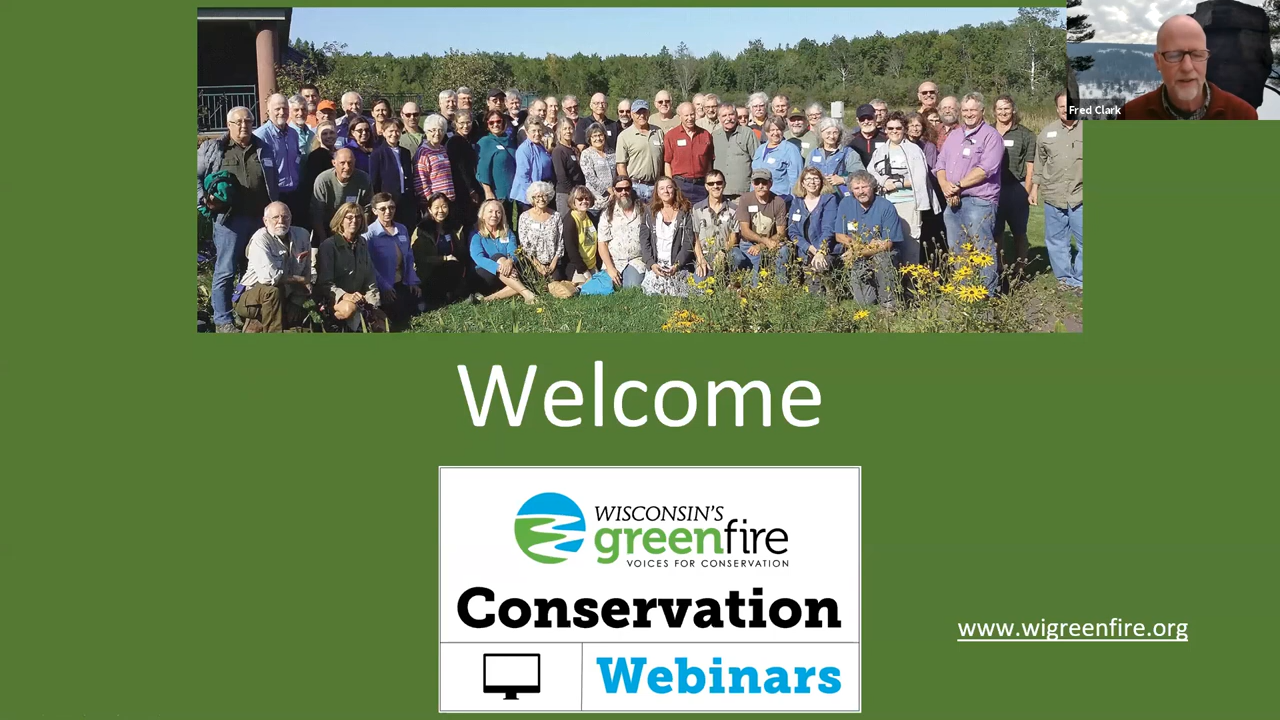 Fred Clark
Welcome
WISCONSIN'S
greenfire
VOICES FOR CONSERVATION
Conservation
Webinars
www.wigreenfire.org